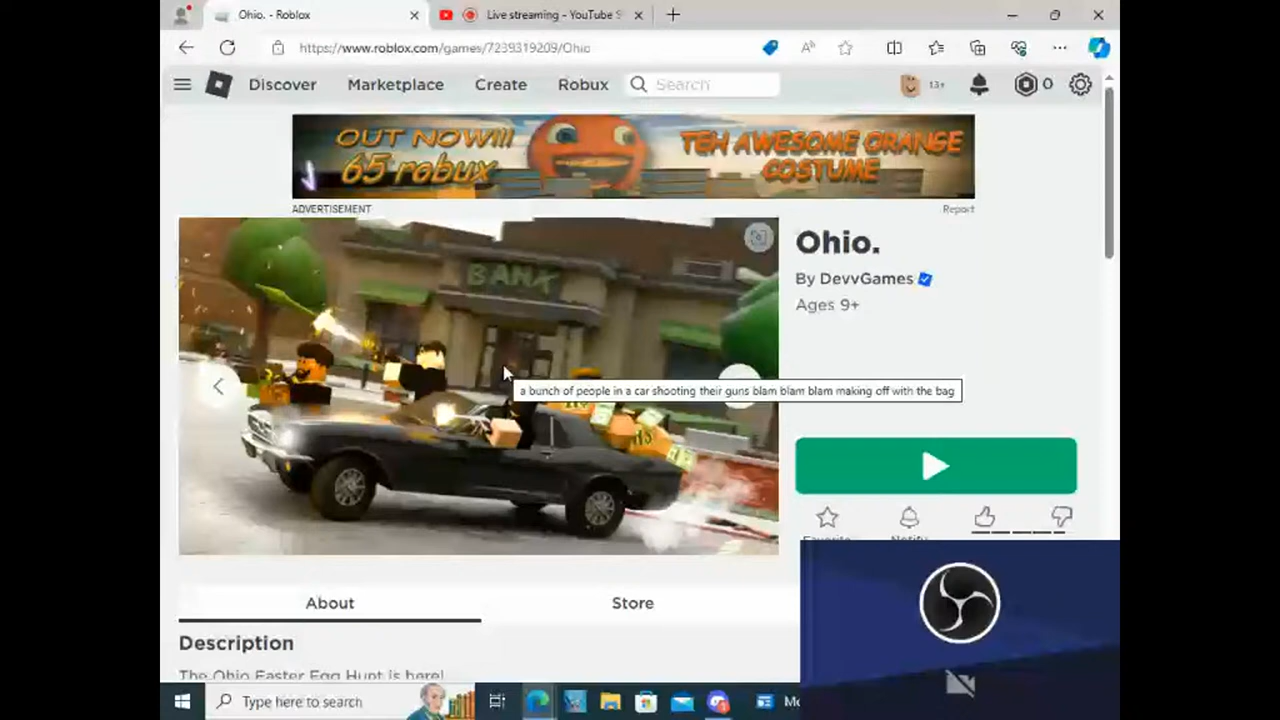 Ohio. - Roblox
Live streaming - YouTube S
https://www.roblox.com/games/7239319209/Ohio
Discover
Marketplace
Create
Robux
Search
13+
0
OUT NOW!!!
65 robux
TEH AWESOME ORANGE
COSTUME
ADVERTISEMENT
Report
BANK
Ohio.
By DevvGames
Ages 9+
a bunch of people in a car shooting their guns blam blam blam making off with the bag
Favorite
Notify
About
Store
Description
The Ohio Easter Egg Hunt is here!
Type here to search